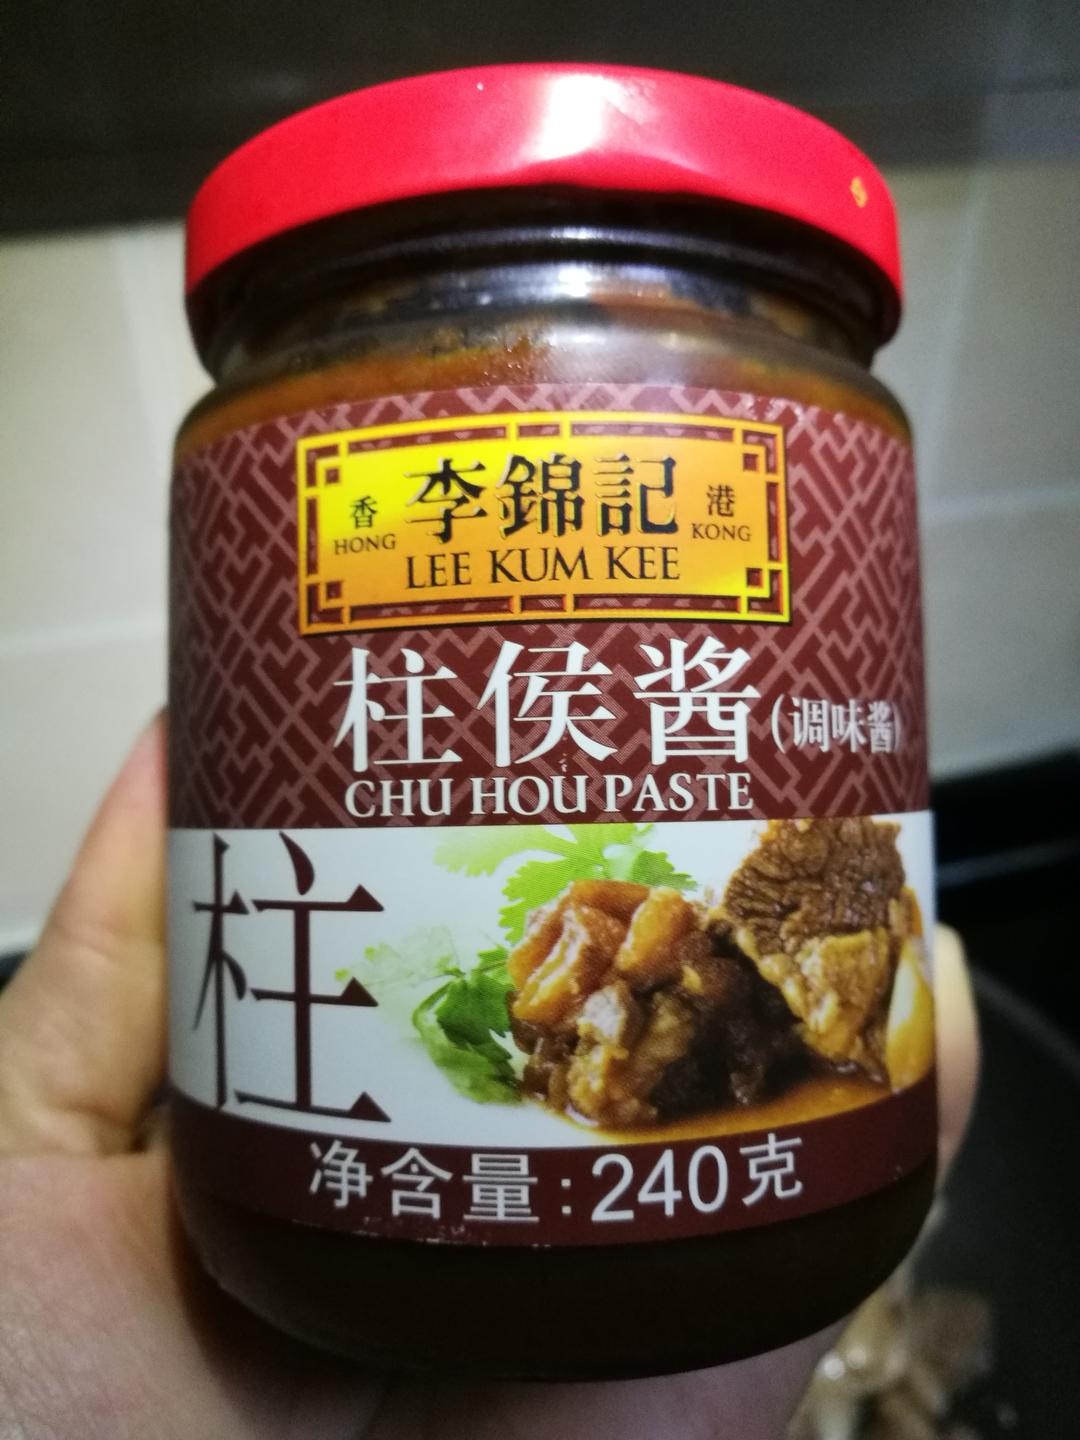 香 李錦記 港
HONG LEE KUM KEE KONG
柱侯酱(调味酱)
CHU HOU PASTE
柱
净含量:240克